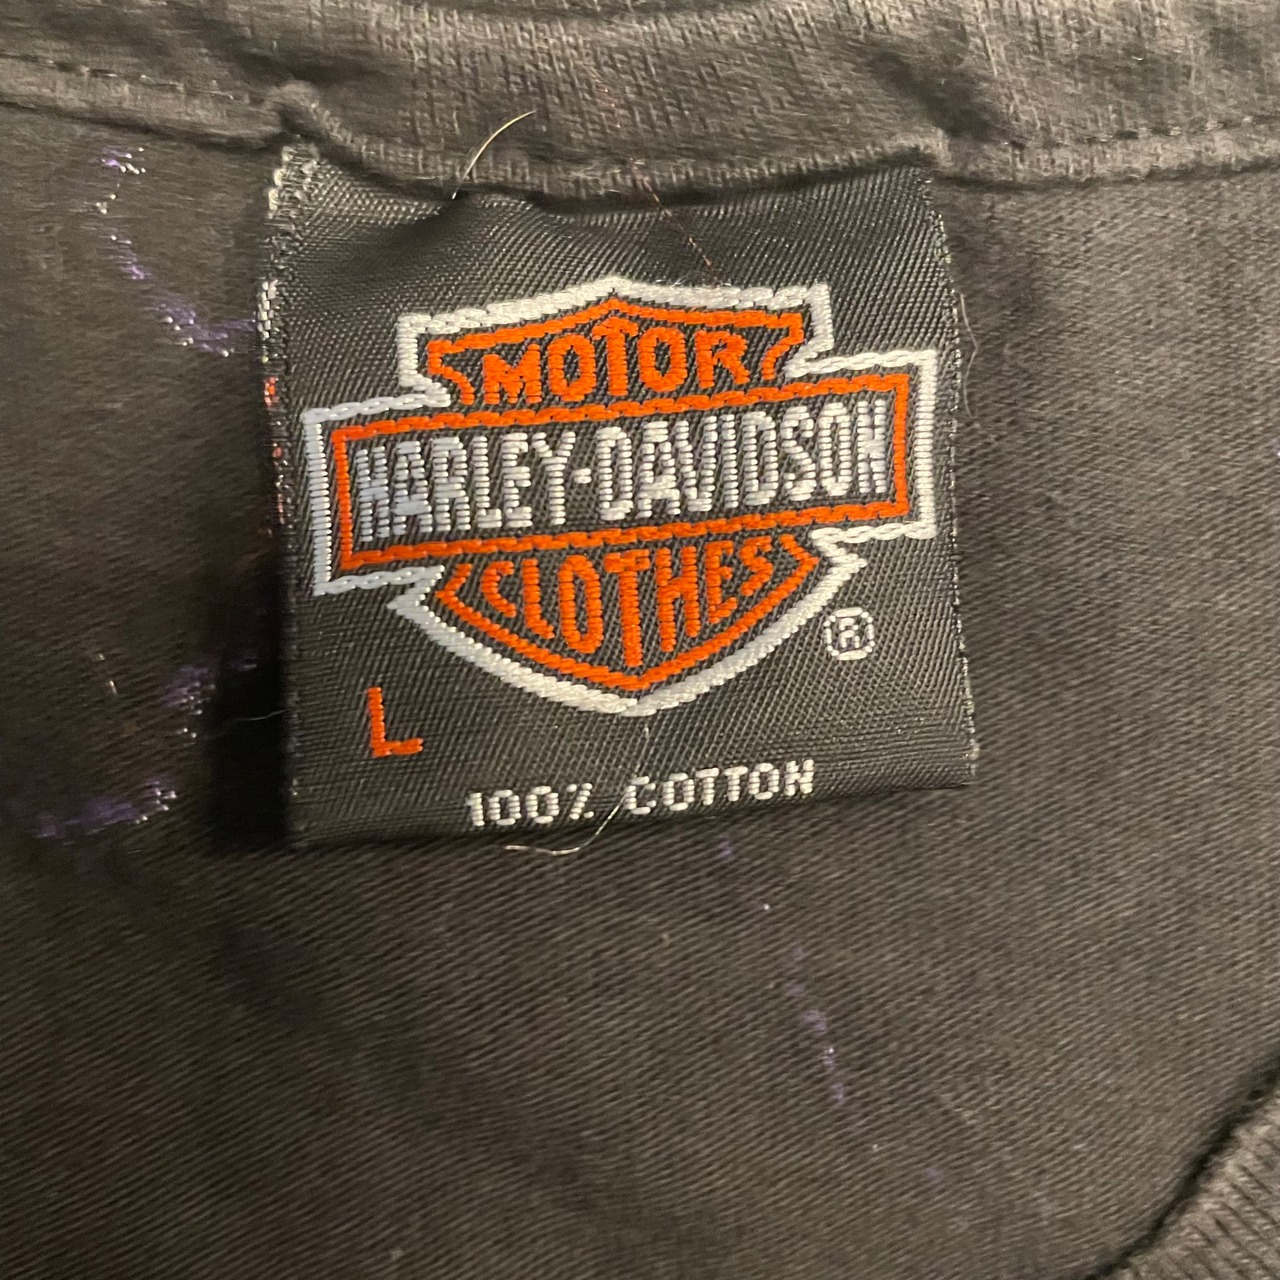 MOTOR
HARLEY-DAVIDSON
CLOTHES
®
L
100% COTTON